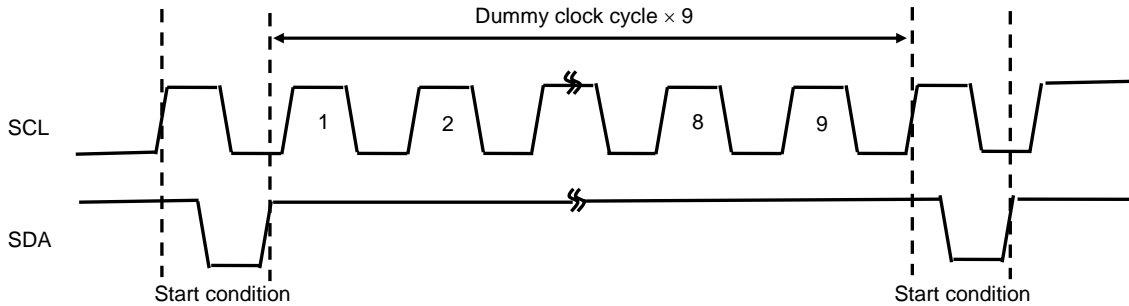 Dummy clock cycle × 9
SCL
1
2
8
9
SDA
Start condition
Start condition